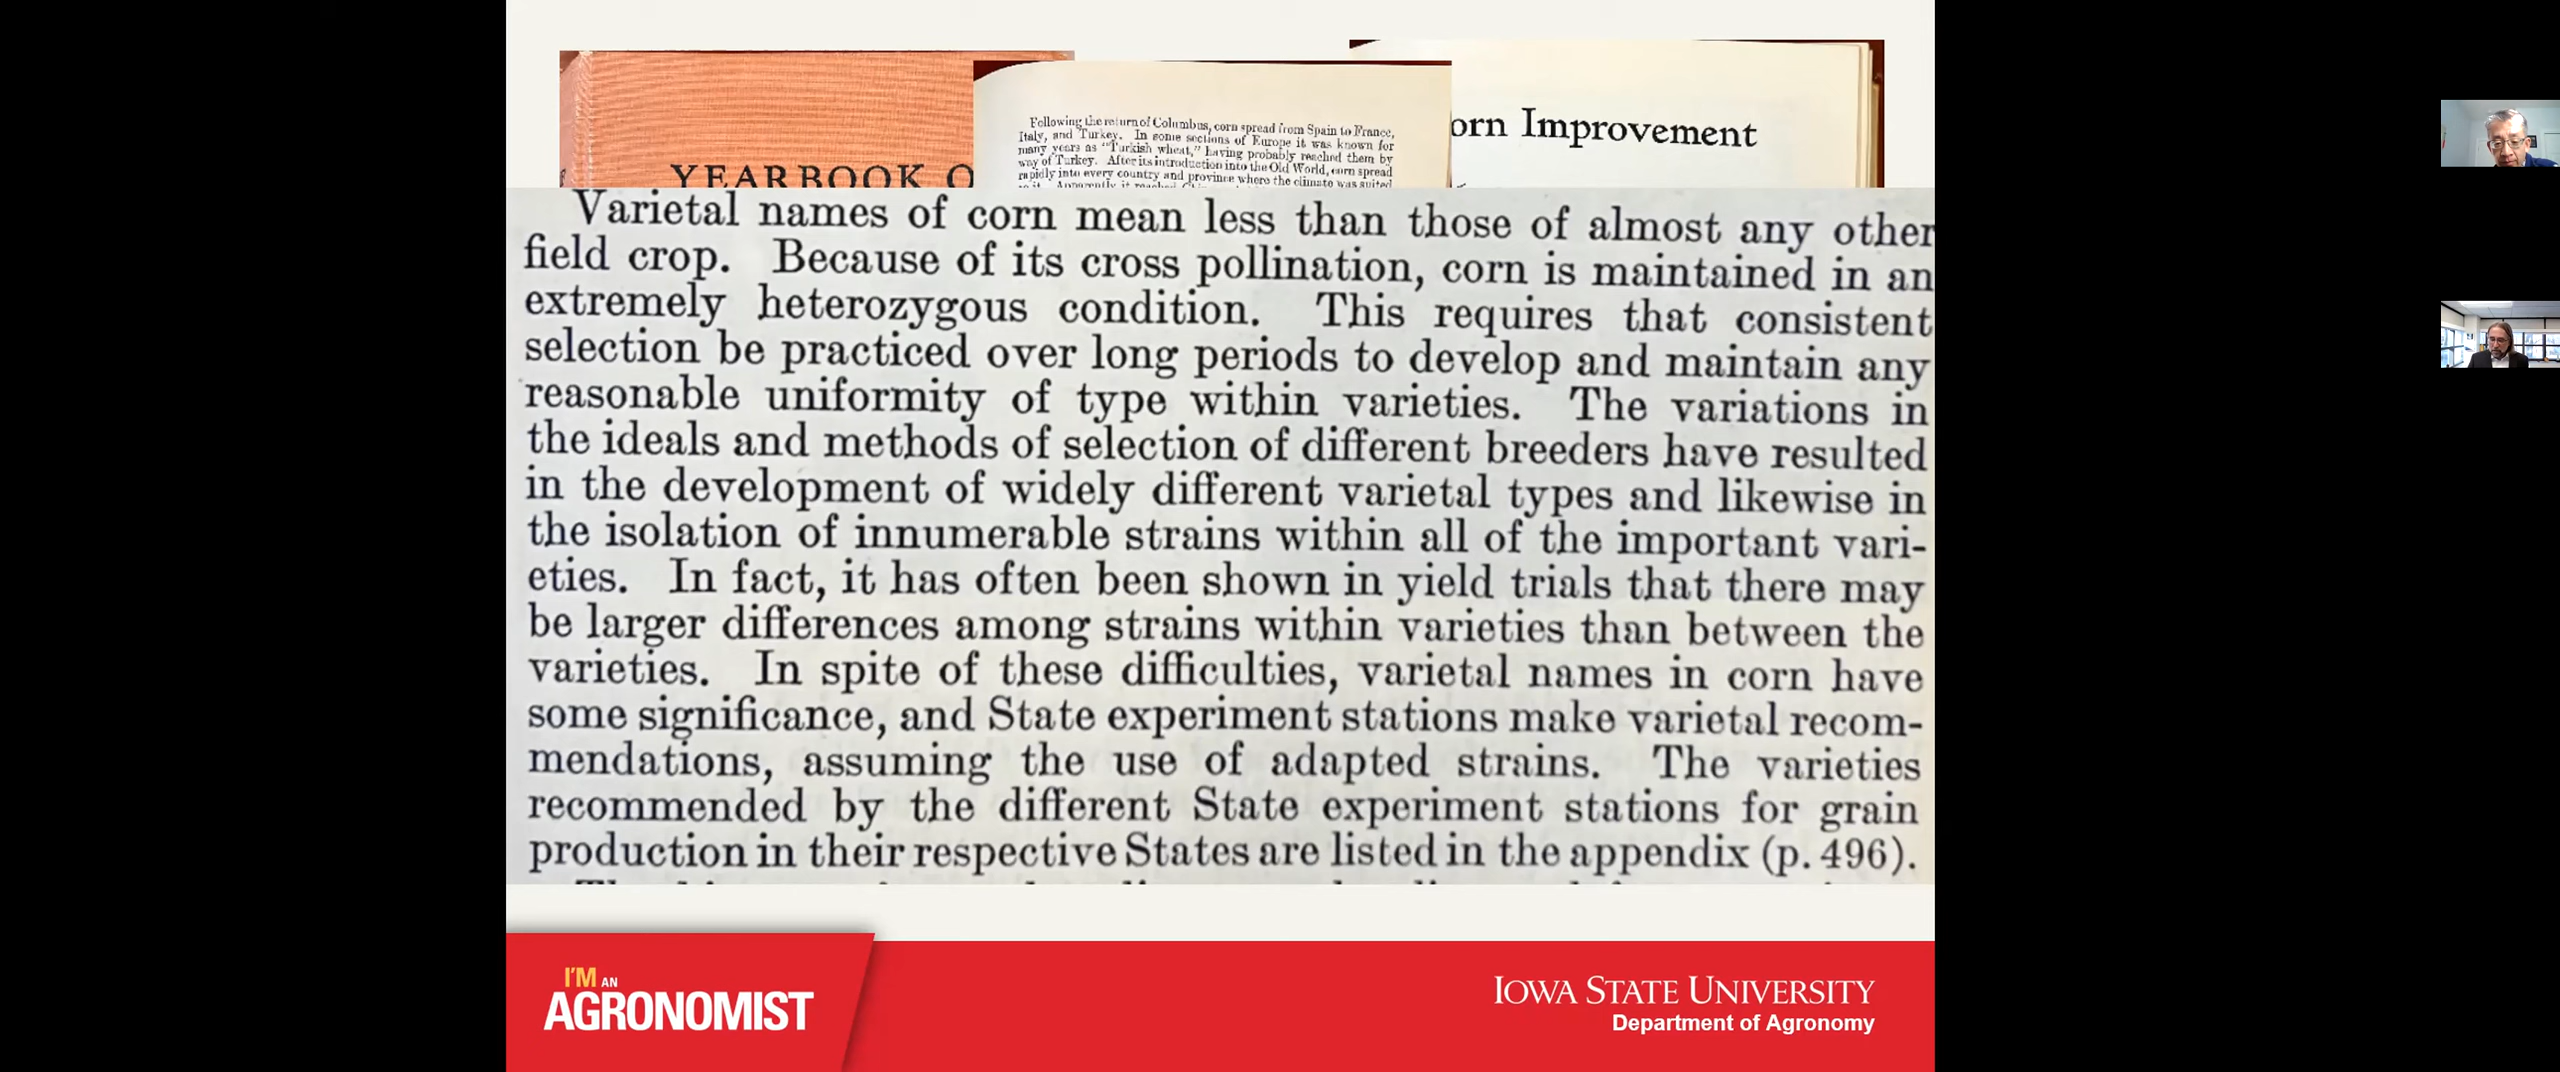 YEARBOOK O
Following the return of Columbus, corn spread from Spain to France,
Italy, and Turkey. In some sections of Europe it was known for
many years as "Turkish wheat," having probably reached them by
way of Turkey. After its introduction into the Old World, corn spread
rapidly into every country and province where the climate was suited
to it. Apparently it reached
orn Improvement
Varietal names of corn mean less than those of almost any other
field crop. Because of its cross pollination, corn is maintained in an
extremely heterozygous condition. This requires that consistent
selection be practiced over long periods to develop and maintain any
reasonable uniformity of type within varieties. The variations in
the ideals and methods of selection of different breeders have resulted
in the development of widely different varietal types and likewise in
the isolation of innumerable strains within all of the important vari-
eties. In fact, it has often been shown in yield trials that there may
be larger differences among strains within varieties than between the
varieties. In spite of these difficulties, varietal names in corn have
some significance, and State experiment stations make varietal recom-
mendations, assuming the use of adapted strains. The varieties
recommended by the different State experiment stations for grain
production in their respective States are listed in the appendix (p. 496).
I'M AN
AGRONOMIST
IOWA STATE UNIVERSITY
Department of Agronomy